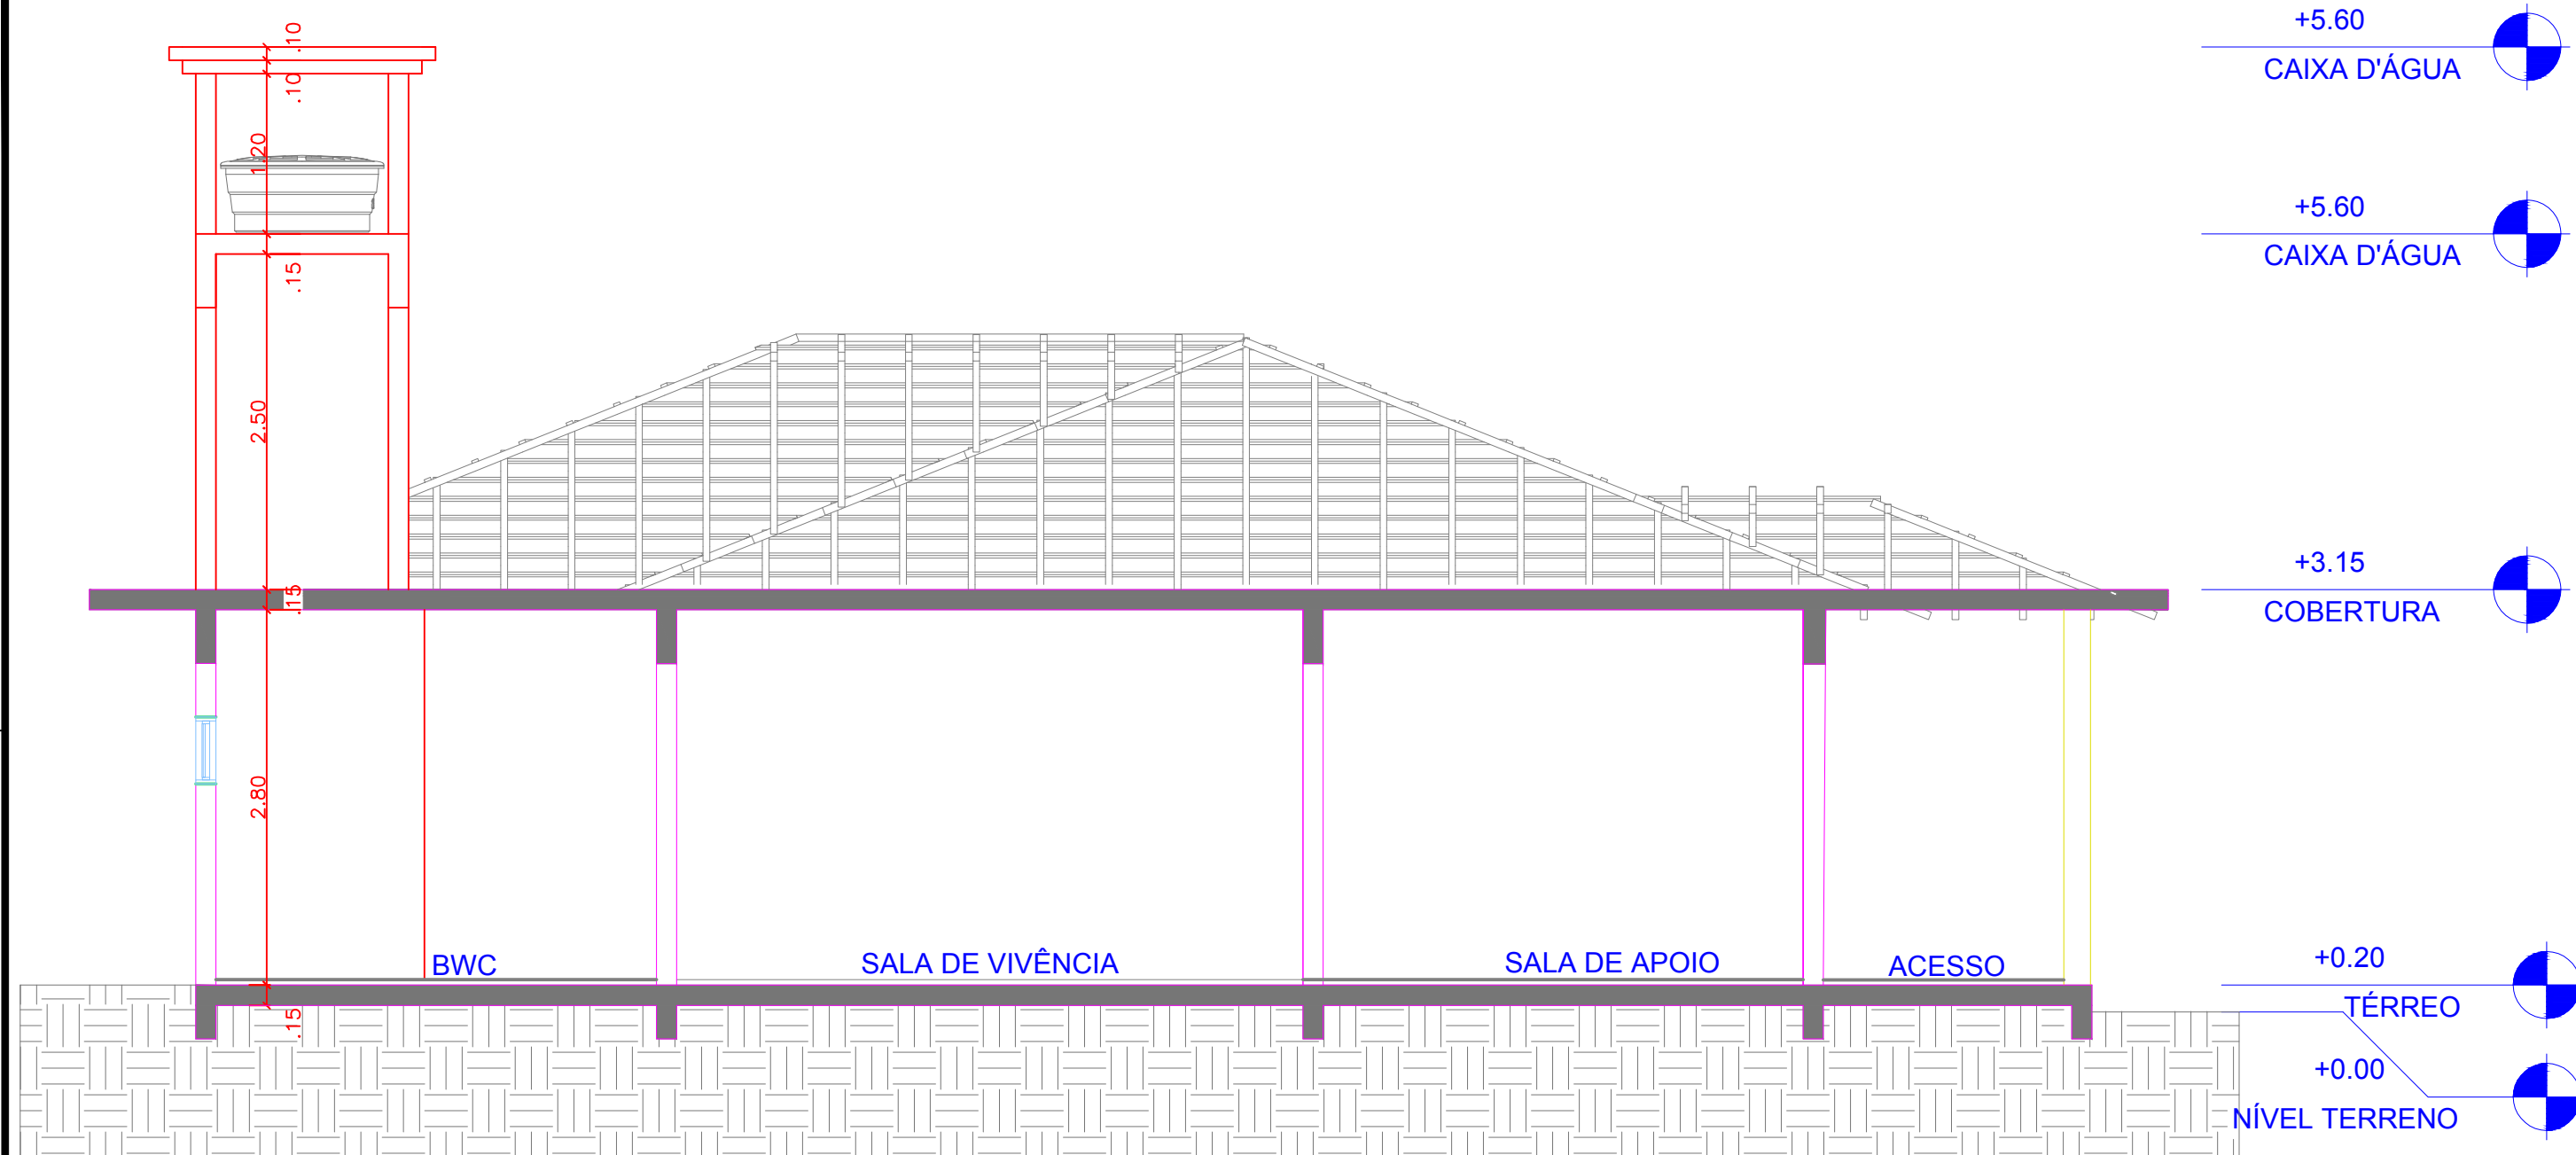 +5.60
CAIXA D'ÁGUA
.10
.10
1.20
+5.60
CAIXA D'ÁGUA
.15
2.50
+3.15
COBERTURA
.15
2.80
BWC
SALA DE VIVÊNCIA
SALA DE APOIO
ACESSO
+0.20
TÉRREO
.15
+0.00
NÍVEL TERRENO